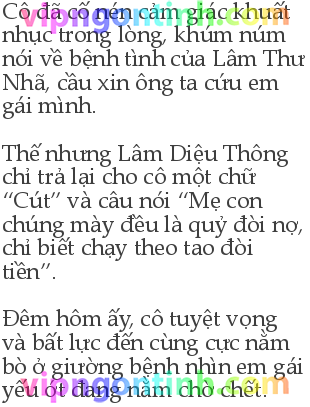 Cô đã cố nén cảm giác khuất
nhục trong lòng, khúm núm
nói về bệnh tình của Lâm Thư
Nhã, cầu xin ông ta cứu em
gái mình.
Thế nhưng Lâm Diệu Thông
chỉ trả lại cho cô một chữ
“Cút” và câu nói “Mẹ con
chúng mày đều là quỷ đòi nợ,
chỉ biết chạy theo tao đòi
tiền”.
Đêm hôm ấy, cô tuyệt vọng
và bất lực đến cùng cực nằm
bò ở giường bệnh nhìn em gái
yếu ớt đang nằm chờ chết.
vipngontinh.com
vipngontinh.com